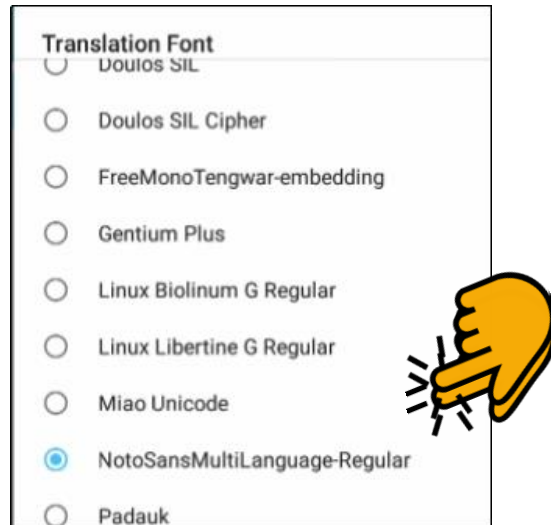 Translation Font
Doulos SIL
Doulos SIL Cipher
FreeMonoTengwar-embedding
Gentium Plus
Linux Biolinum G Regular
Linux Libertine G Regular
Miao Unicode
NotoSansMultiLanguage-Regular
Padauk